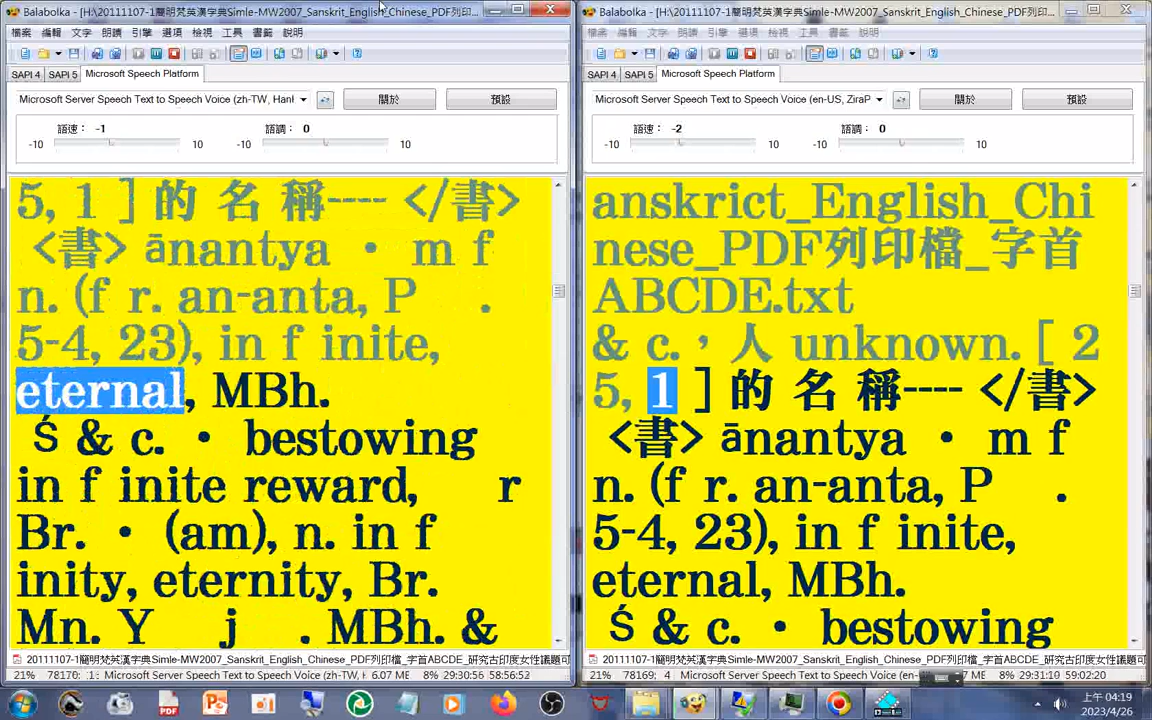 Balabolka - [H:\20111107-1簡明梵英漢字典Simle-MW2007_Sanskrit_English_Chinese_PDF列印...
檔案 編輯 文字 朗讀 引擎 選項 檢視 工具 書籤 說明
SAPI 4 SAPI 5 Microsoft Speech Platform
Microsoft Server Speech Text to Speech Voice (zh-TW, Hanl
關於 預設
語速： -1 語調： 0
-10 10 -10 10
5, 1 ] 的 名 稱---- </書>
<書> ānantya • m f
n. (f r. an-anta, P .
5-4, 23), in f inite,
eternal, MBh.
Ś & c. • bestowing
in f inite reward, r
Br. • (am), n. in f
inity, eternity, Br.
Mn. Y j . MBh. &
20111107-1簡明梵英漢字典Simle-MW2007_Sanskrit_English_Chinese_PDF列印檔_字首ABCDE_研究古印度女性議題可
21% 78170: 8% 29:30:56 58:56:52
6.07 ME Microsoft Server Speech Text to Speech Voice (zh-TW, H
Balabolka - [H:\20111107-1簡明梵英漢字典Simle-MW2007_Sanskrit_English_Chinese_PDF列印...
檔案 編輯 文字 朗讀 引擎 選項 檢視 工具 書籤 說明
SAPI 4 SAPI 5 Microsoft Speech Platform
Microsoft Server Speech Text to Speech Voice (en-US, ZiraP
關於 預設
語速： -2 語調： 0
-10 10 -10 10
anskrict_English_Chi
nese_PDF列印檔_字首
ABCDE.txt
& c.，人 unknown. [ 2
5, 1 ] 的 名 稱---- </書>
<書> ānantya • m f
n. (f r. an-anta, P .
5-4, 23), in f inite,
eternal, MBh.
Ś & c. • bestowing
20111107-1簡明梵英漢字典Simle-MW2007_Sanskrit_English_Chinese_PDF列印檔_字首ABCDE_研究古印度女性議題可
21% 78169: 4 Microsoft Server Speech Text to Speech Voice (en-U 8% 29:31:10 59:02:20
上午 04:19
2023/4/26